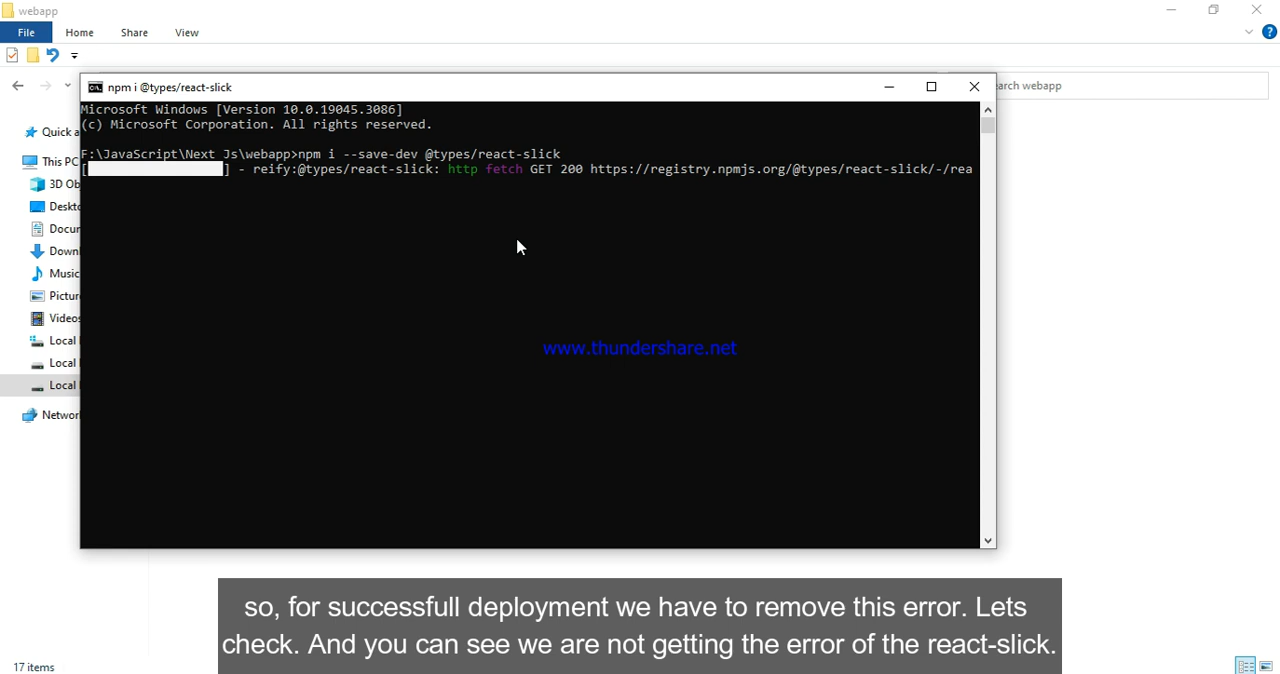 webapp
File Home Share View
npm i @types/react-slick
arch webapp
Microsoft Windows [Version 10.0.19045.3086]
(c) Microsoft Corporation. All rights reserved.
F:\JavaScript\Next Js\webapp>npm i --save-dev @types/react-slick
[ ] - reify:@types/react-slick: http fetch GET 200 https://registry.npmjs.org/@types/react-slick/-/rea
Quick a
This PC
3D Ob
Deskto
Docum
Downl
Music
Picture
Videos
Local
Local
Local
Network
www.thundershare.net
so, for successfull deployment we have to remove this error. Lets
check. And you can see we are not getting the error of the react-slick.
17 items